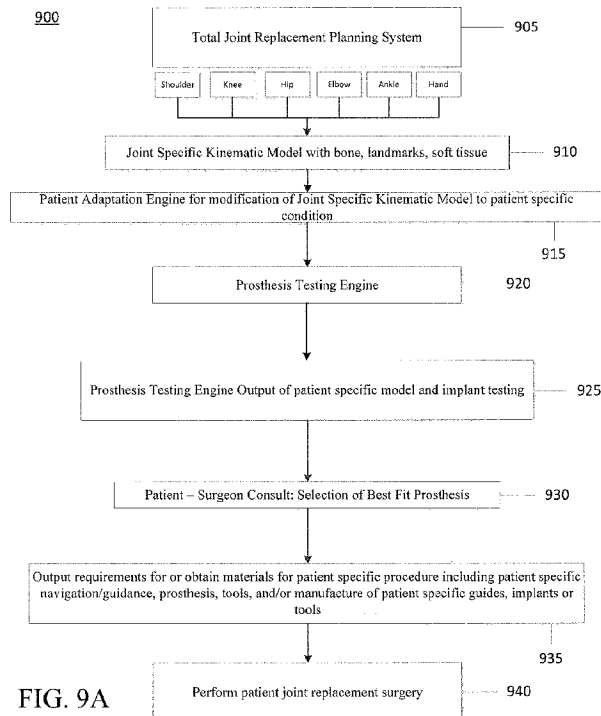 900
Total Joint Replacement Planning System
905
Shoulder
Knee
Hip
Elbow
Ankle
Hand
Joint Specific Kinematic Model with bone, landmarks, soft tissue
910
Patient Adaptation Engine for modification of Joint Specific Kinematic Model to patient specific
condition
915
Prosthesis Testing Engine
920
Prosthesis Testing Engine Output of patient specific model and implant testing
925
Patient – Surgeon Consult: Selection of Best Fit Prosthesis
930
Output requirements for or obtain materials for patient specific procedure including patient specific
navigation/guidance, prosthesis, tools, and/or manufacture of patient specific guides, implants or
tools
935
Perform patient joint replacement surgery
940
FIG. 9A